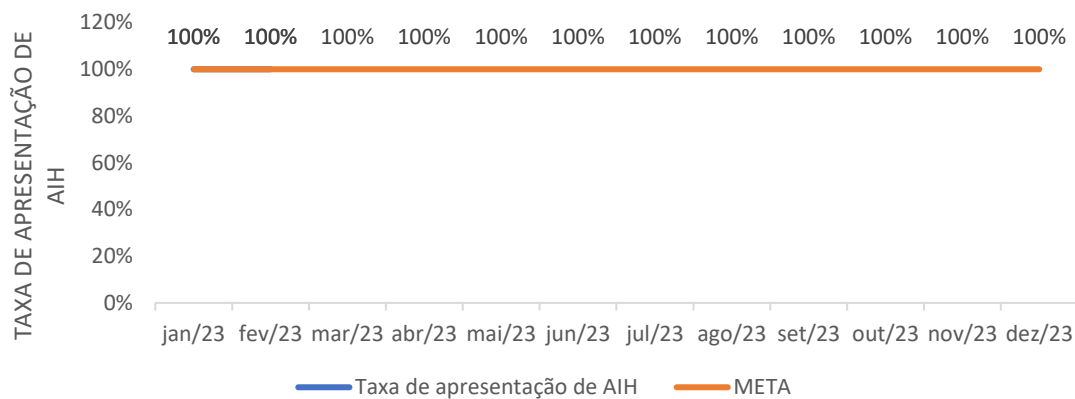 TAXA DE APRESENTAÇÃO DE
AIH
120%
100%
80%
60%
40%
20%
0%
100% 100% 100% 100% 100% 100% 100% 100% 100% 100% 100% 100%
jan/23 fev/23 mar/23 abr/23 mai/23 jun/23 jul/23 ago/23 set/23 out/23 nov/23 dez/23
Taxa de apresentação de AIH META